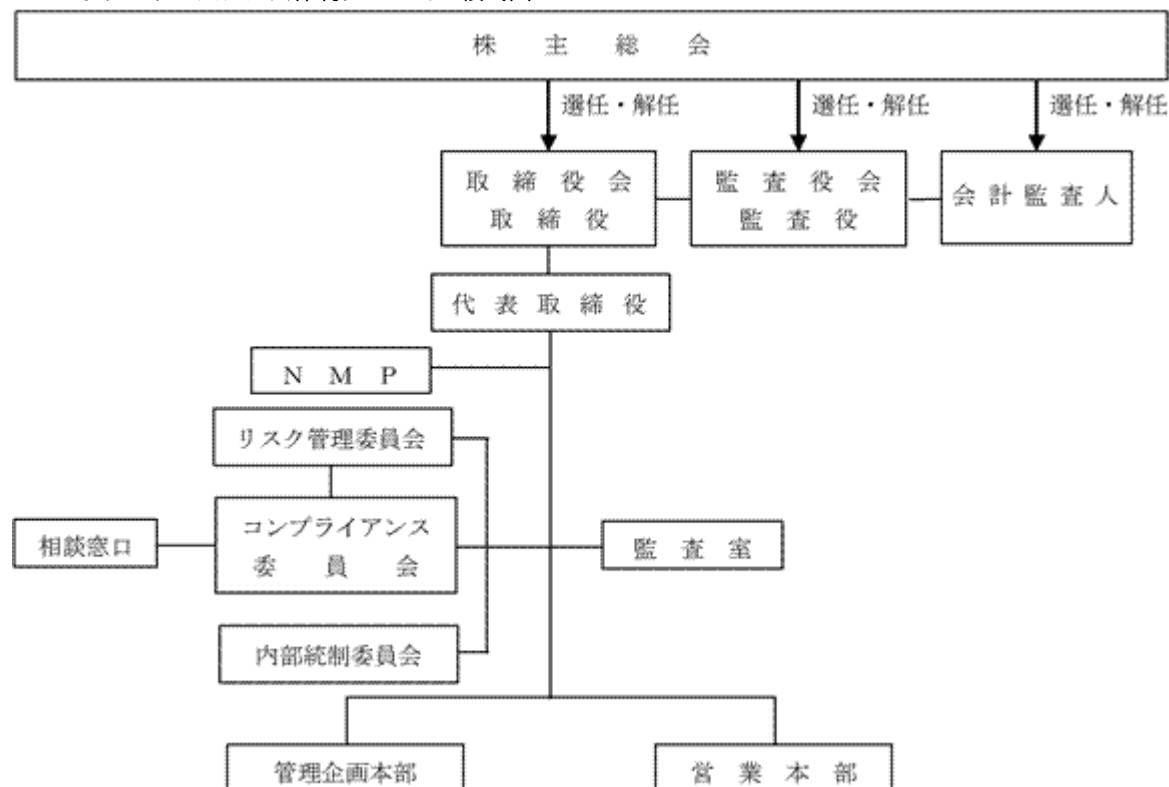 株主総会
選任・解任
選任・解任
選任・解任
取締役会
取締役
監査役会
監査役
会計監査人
代表取締役
NMP
リスク管理委員会
コンプライアンス
委員会
相談窓口
監査室
内部統制委員会
管理企画本部
営業本部